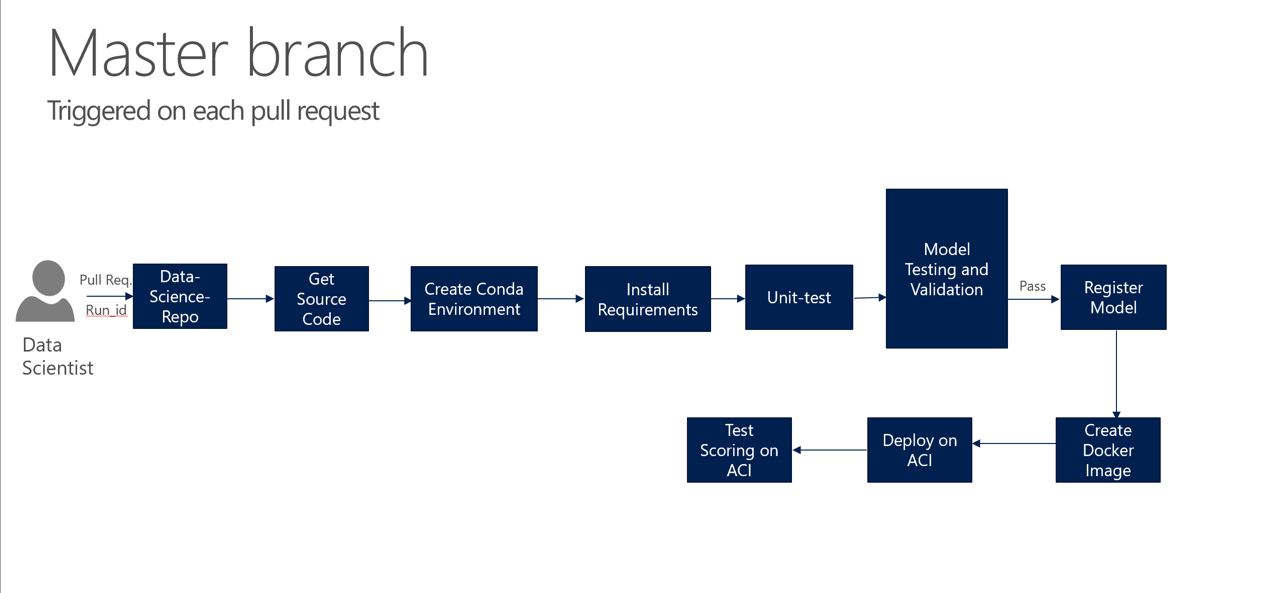 Master branch
Triggered on each pull request
Pull Req.
Run_id
Data
Scientist
Data-
Science-
Repo
Get
Source
Code
Create Conda
Environment
Install
Requirements
Unit-test
Model
Testing and
Validation
Pass
Register
Model
Create
Docker
Image
Deploy on
ACI
Test
Scoring on
ACI